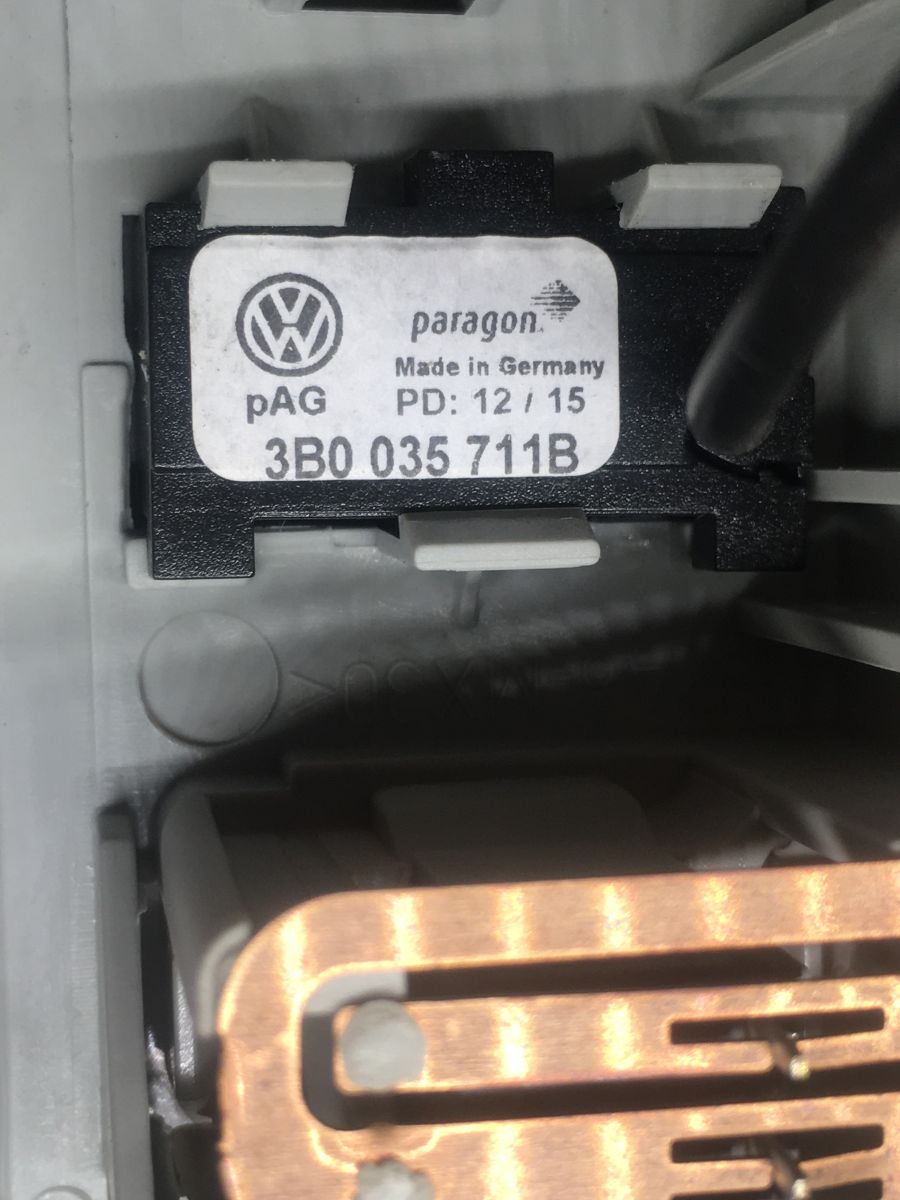 paragon
Made in Germany
pAG PD: 12 / 15
3B0 035 711B